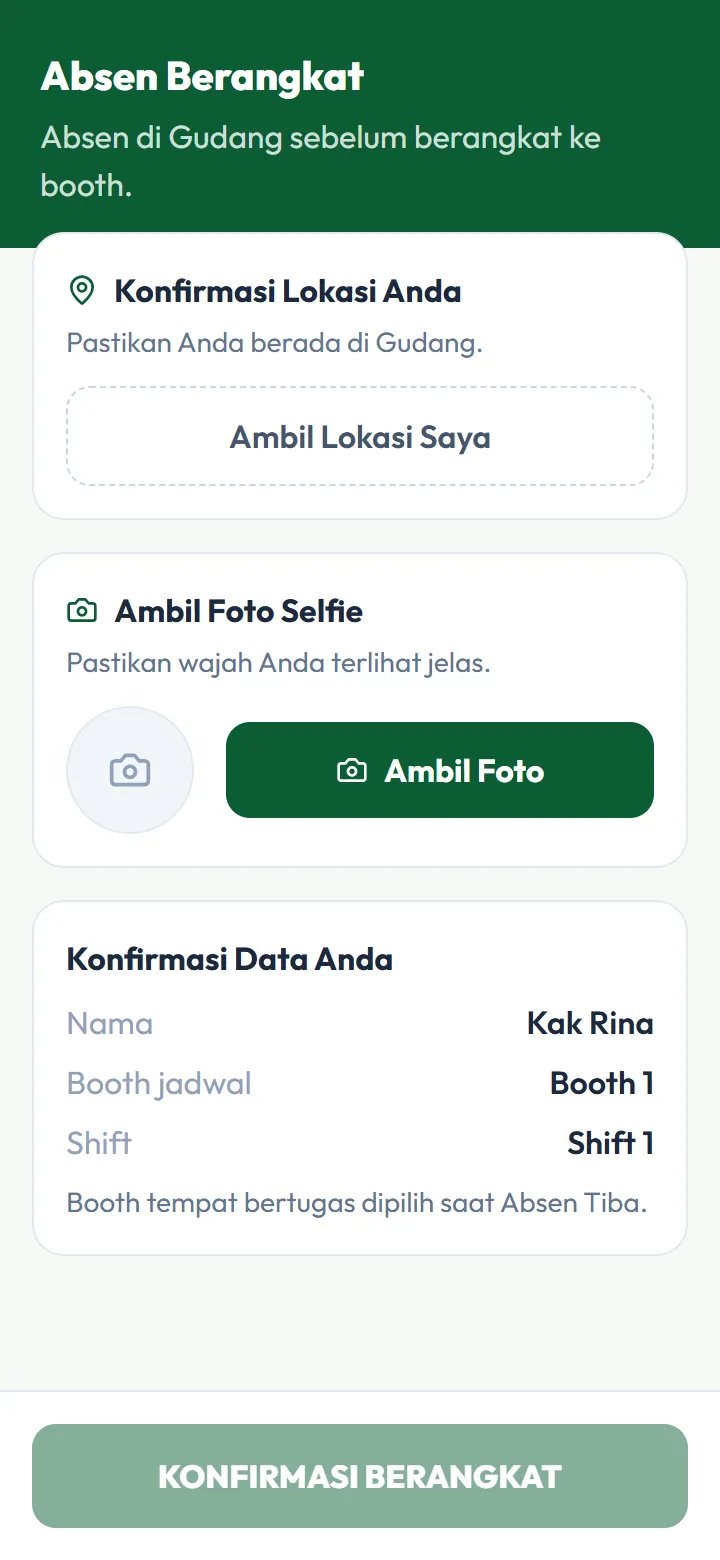 Absen Berangkat
Absen di Gudang sebelum berangkat ke
booth.
Konfirmasi Lokasi Anda
Pastikan Anda berada di Gudang.
Ambil Lokasi Saya
Ambil Foto Selfie
Pastikan wajah Anda terlihat jelas.
Ambil Foto
Konfirmasi Data Anda
Nama Kak Rina
Booth jadwal Booth 1
Shift Shift 1
Booth tempat bertugas dipilih saat Absen Tiba.
KONFIRMASI BERANGKAT